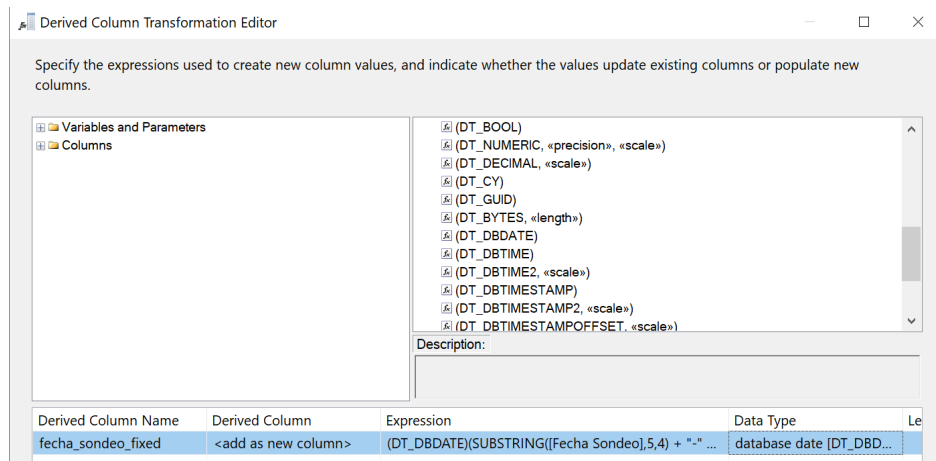 Derived Column Transformation Editor
Specify the expressions used to create new column values, and indicate whether the values update existing columns or populate new
columns.
Variables and Parameters
Columns
(DT_BOOL)
(DT_NUMERIC, «precision», «scale»)
(DT_DECIMAL, «scale»)
(DT_CY)
(DT_GUID)
(DT_BYTES, «length»)
(DT_DBDATE)
(DT_DBTIME)
(DT_DBTIME2, «scale»)
(DT_DBTIMESTAMP)
(DT_DBTIMESTAMP2, «scale»)
(DT_DBTIMESTAMPOFFSET, «scale»)
Description:
Derived Column Name Derived Column Expression Data Type Le
fecha_sondeo_fixed <add as new column> (DT_DBDATE)(SUBSTRING([Fecha Sondeo],5,4) + "-" ... database date [DT_DBD...